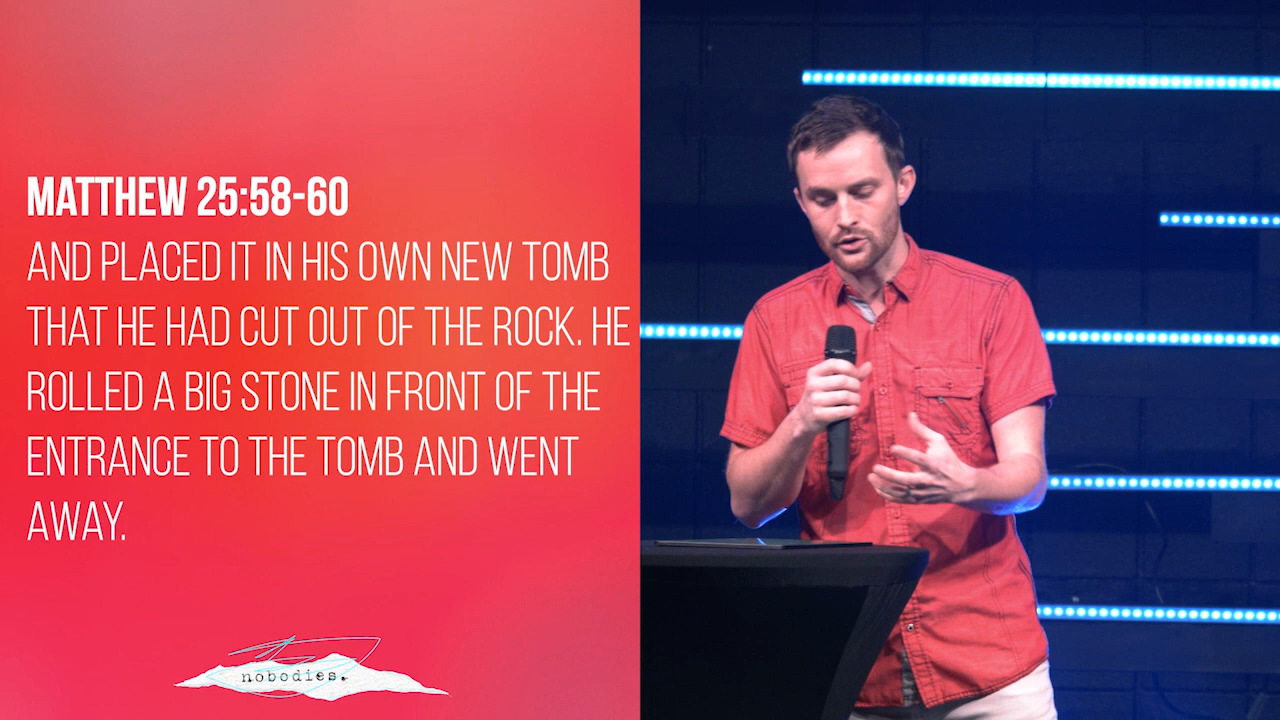 MATTHEW 25:58-60
AND PLACED IT IN HIS OWN NEW TOMB
THAT HE HAD CUT OUT OF THE ROCK. HE
ROLLED A BIG STONE IN FRONT OF THE
ENTRANCE TO THE TOMB AND WENT
AWAY.
nobodies.